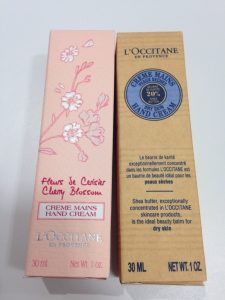 Fleurs de Cerisier
Cherry Blossom
CRÈME MAINS
HAND CREAM
L'OCCITANE
EN PROVENCE
30 ml Net Wt. 1 oz.
L'OCCITANE
EN PROVENCE
CRÈME MAINS
20%
DRY SKIN
HAND CREAM
Le beurre de karité
exceptionnellement concentré
dans les formules L'OCCITANE est
un baume de beauté idéal pour les
peaux sèches
Shea butter, exceptionally
concentrated in L'OCCITANE
skincare products,
is the ideal beauty balm for
dry skin
30 ML NET WT. 1 OZ.